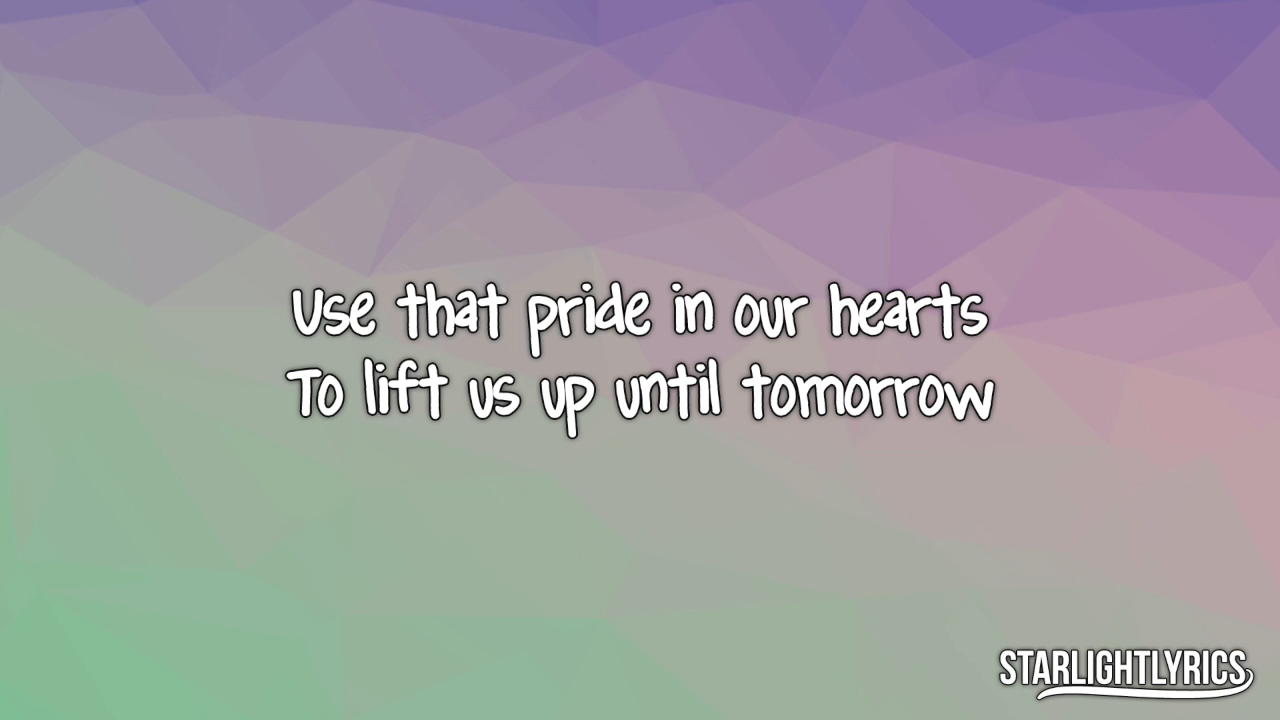 Use that pride in our hearts
To lift us up until tomorrow
STARLIGHTLYRICS